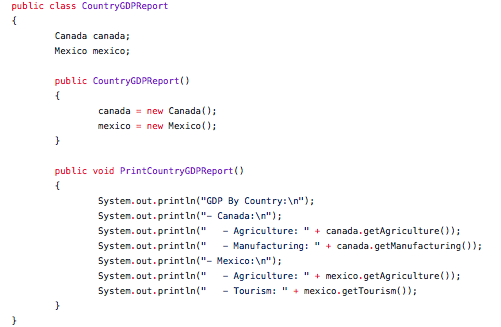 public class CountryGDPReport
{
        Canada canada;
        Mexico mexico;

        public CountryGDPReport()
        {
                canada = new Canada();
                mexico = new Mexico();
        }

        public void PrintCountryGDPReport()
        {
                System.out.println("GDP By Country:\n");
                System.out.println("- Canada:\n");
                System.out.println("   - Agriculture: " + canada.getAgriculture());
                System.out.println("   - Manufacturing: " + canada.getManufacturing());
                System.out.println("- Mexico:\n");
                System.out.println("   - Agriculture: " + mexico.getAgriculture());
                System.out.println("   - Tourism: " + mexico.getTourism());
        }
}